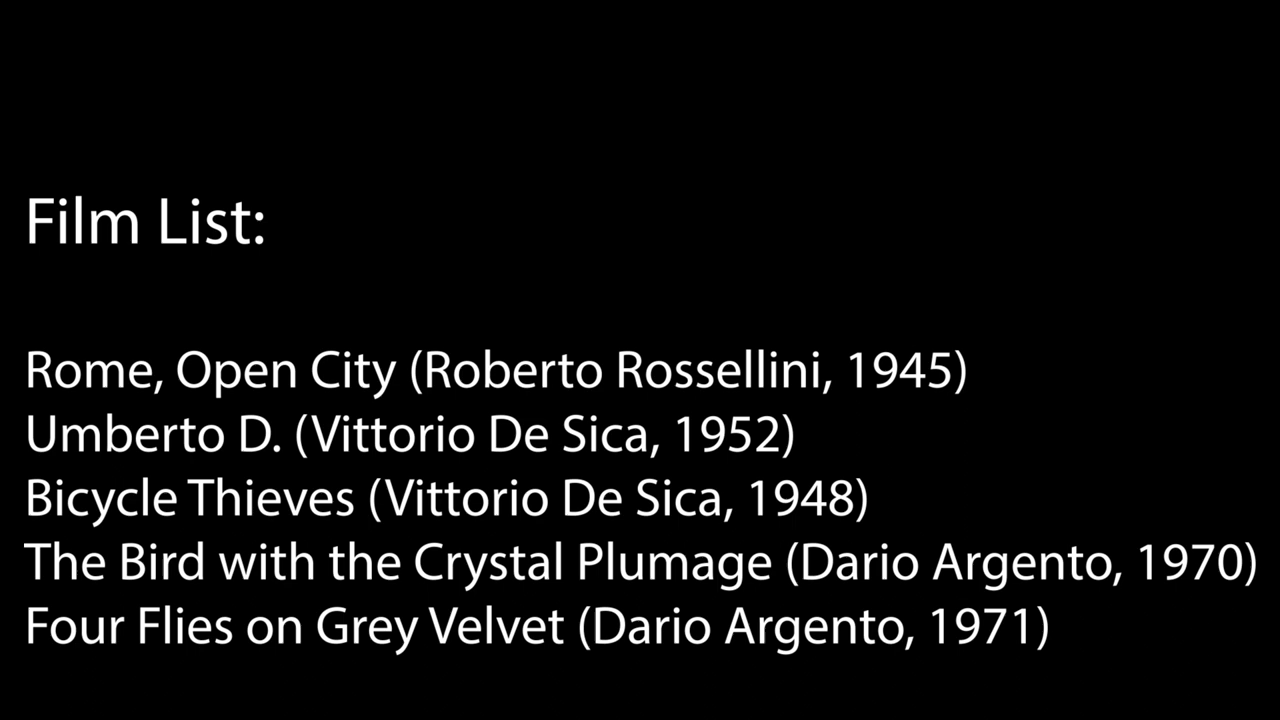 Film List:
Rome, Open City (Roberto Rossellini, 1945)
Umberto D. (Vittorio De Sica, 1952)
Bicycle Thieves (Vittorio De Sica, 1948)
The Bird with the Crystal Plumage (Dario Argento, 1970)
Four Flies on Grey Velvet (Dario Argento, 1971)